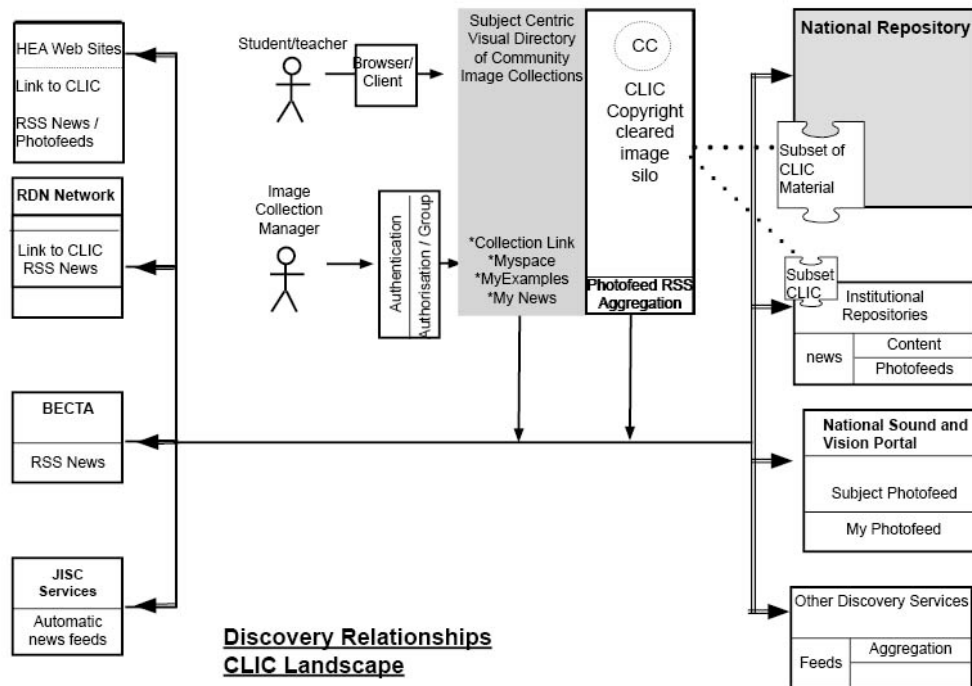 HEA Web Sites
Link to CLIC
RSS News /
Photofeeds
RDN Network
Link to CLIC
RSS News
BECTA
RSS News
JISC
Services
Automatic
news feeds
Student/teacher
Browser/
Client
Image
Collection
Manager
Authentication
Authorisation / Group
Subject Centric
Visual Directory
of Community
Image Collections
*Collection Link
*Myspace
*MyExamples
*My News
CC
CLIC
Copyright
cleared
image
silo
Photofeed RSS
Aggregation
National Repository
Subset of
CLIC
Material
Subset
CLIC
Institutional
Repositories
news
Content
Photofeeds
National Sound and
Vision Portal
Subject Photofeed
My Photofeed
Other Discovery Services
Feeds
Aggregation
Discovery Relationships
CLIC Landscape